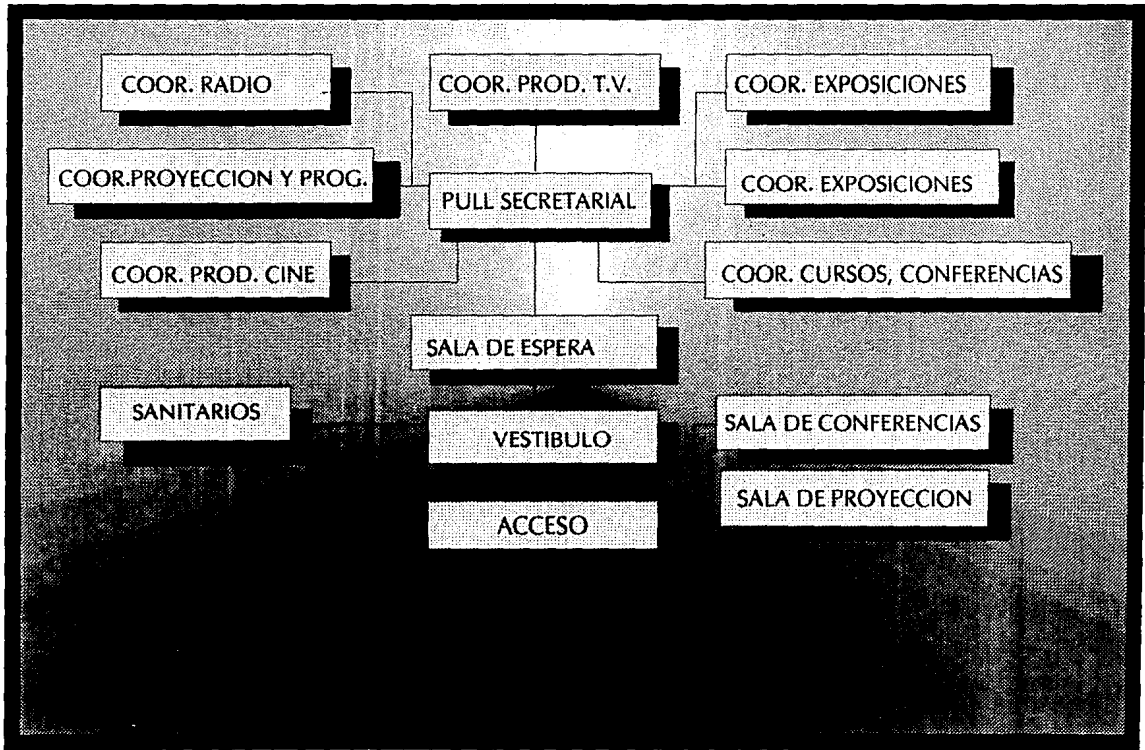 COOR. RADIO
COOR. PROD. T.V.
COOR. EXPOSICIONES
COOR.PROYECCION Y PROG.
PULL SECRETARIAL
COOR. EXPOSICIONES
COOR. PROD. CINE
COOR. CURSOS, CONFERENCIAS
SALA DE ESPERA
SANITARIOS
VESTIBULO
SALA DE CONFERENCIAS
SALA DE PROYECCION
ACCESO